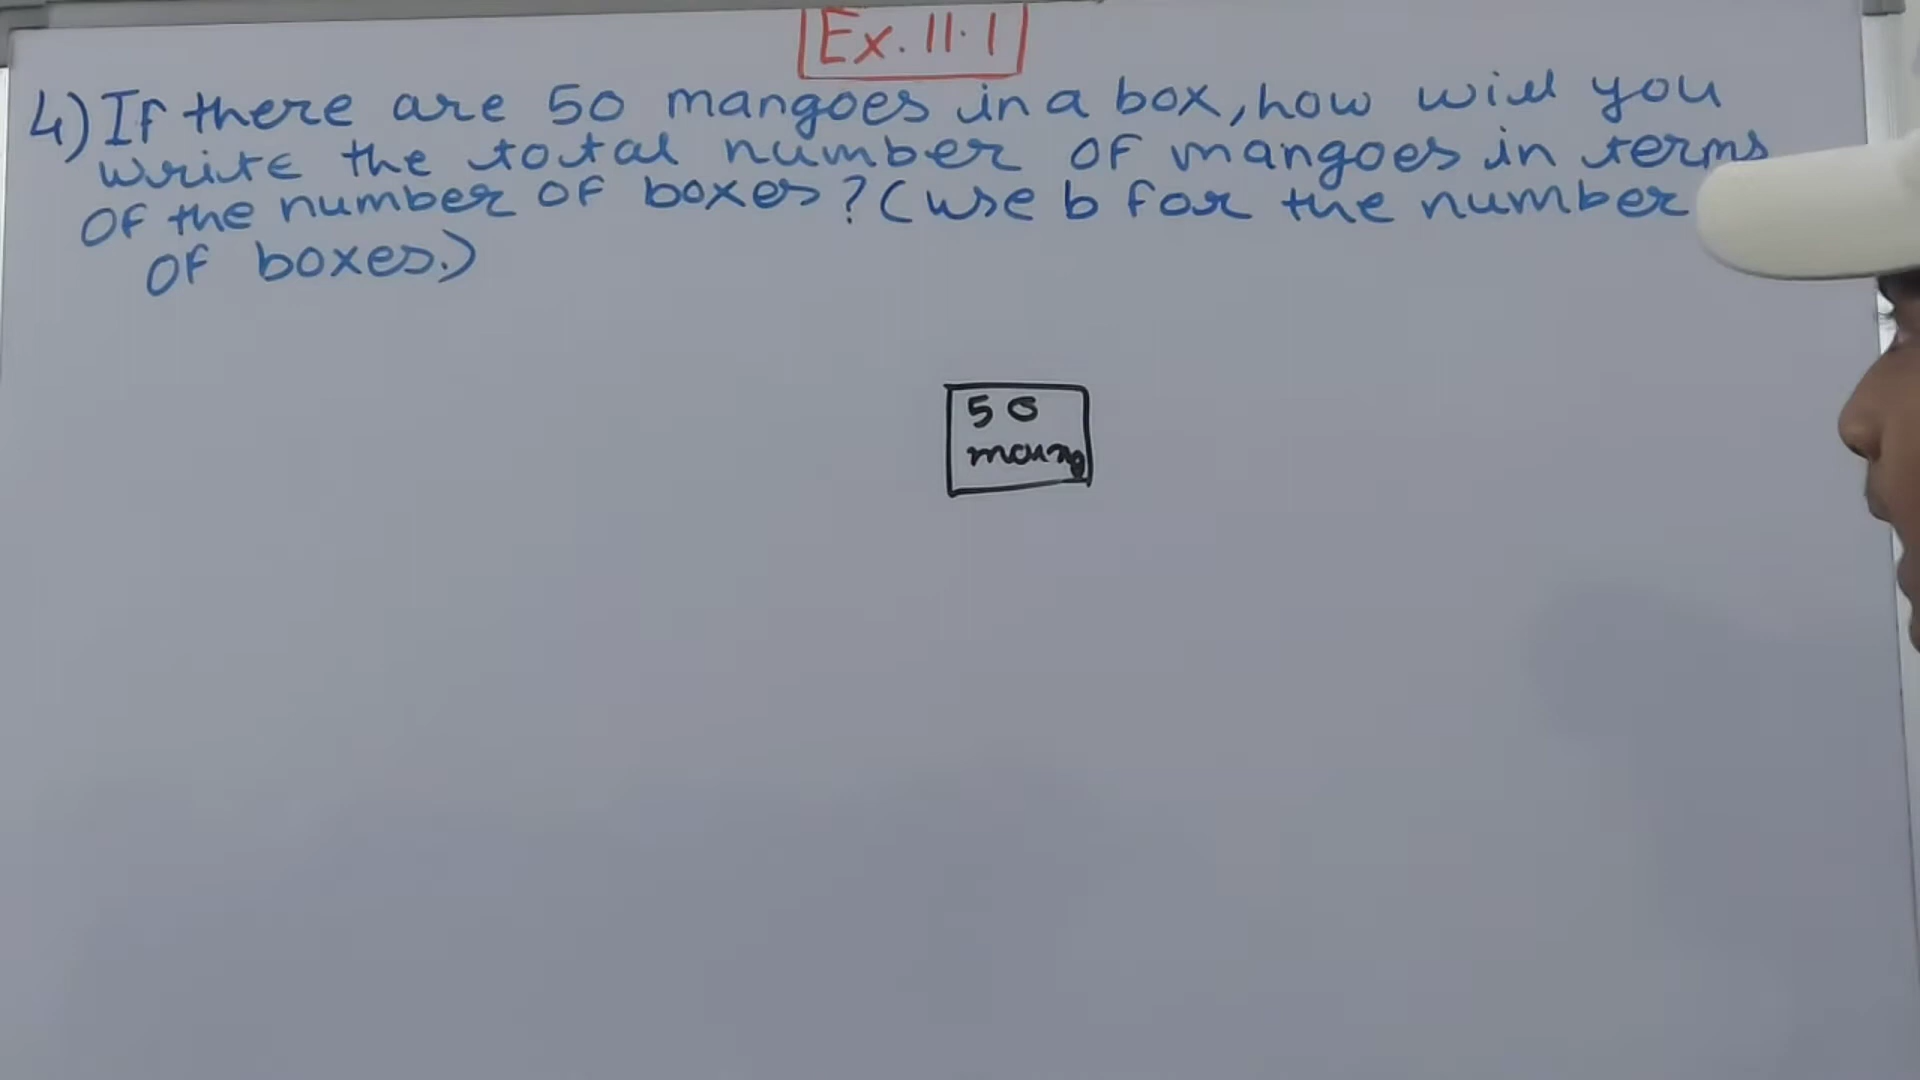 Ex. 11.1
4) If there are 50 mangoes in a box, how will you
write the total number of mangoes in terms
of the number of boxes? (use b for the number
of boxes.)
50
mang